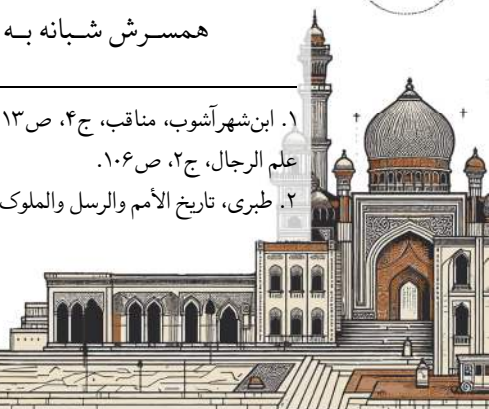 همسرش شبانه به
۱. ابن‌شهرآشوب، مناقب، ج۴، ص۱۳
علم الرجال، ج۲، ص۱۰۶.
۲. طبری، تاریخ الأمم والرسل والملوک